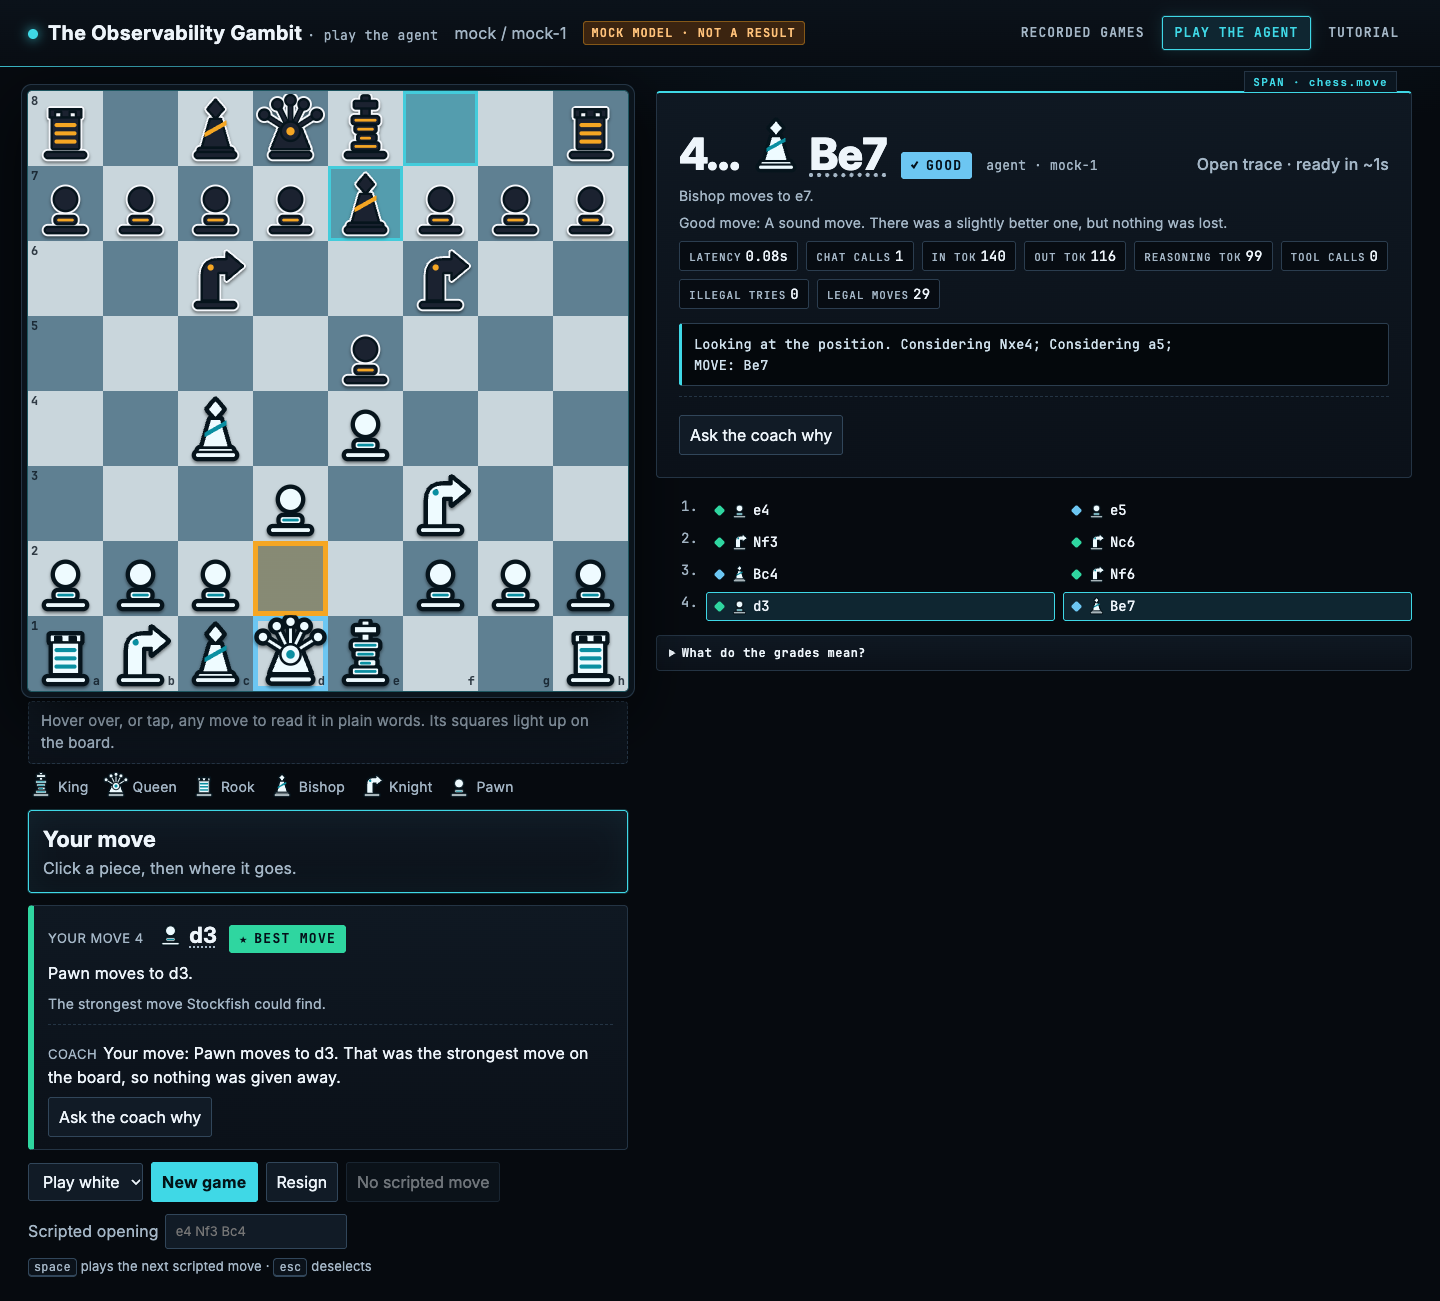 The Observability Gambit · play the agent mock / mock-1 MOCK MODEL · NOT A RESULT RECORDED GAMES PLAY THE AGENT TUTORIAL
SPAN · chess.move
8
7
6
5
4
3
2
1 a b c d e f g h
Hover over, or tap, any move to read it in plain words. Its squares light up on
the board.
King Queen Rook Bishop Knight Pawn
Your move
Click a piece, then where it goes.
YOUR MOVE 4 d3 ★ BEST MOVE
Pawn moves to d3.
The strongest move Stockfish could find.
COACH Your move: Pawn moves to d3. That was the strongest move on
the board, so nothing was given away.
Ask the coach why
Play white New game Resign No scripted move
Scripted opening e4 Nf3 Bc4
space plays the next scripted move · esc deselects
4… Be7 ✓ GOOD agent · mock-1 Open trace · ready in ~1s
Bishop moves to e7.
Good move: A sound move. There was a slightly better one, but nothing was lost.
LATENCY 0.08s CHAT CALLS 1 IN TOK 140 OUT TOK 116 REASONING TOK 99 TOOL CALLS 0
ILLEGAL TRIES 0 LEGAL MOVES 29
Looking at the position. Considering Nxe4; Considering a5;
MOVE: Be7
Ask the coach why
1. e4 e5
2. Nf3 Nc6
3. Bc4 Nf6
4. d3 Be7
▶ What do the grades mean?